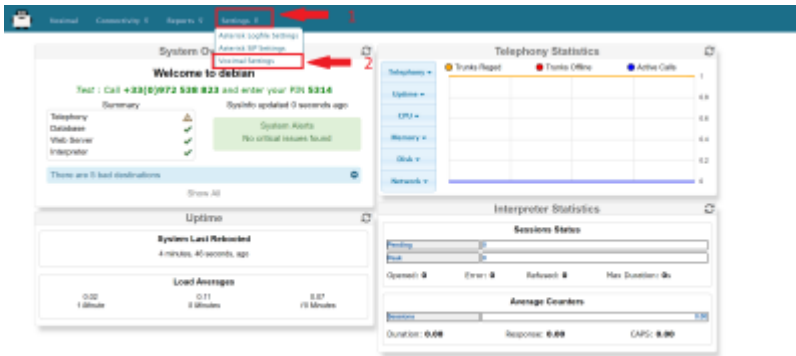 Voximal Connectivity Reports Settings 1
Asterisk Logfile Settings
Asterisk SIP Settings
Voximal Settings 2
System Ov
Welcome to debian
Test : Call +33(0)972 538 823 and enter your PIN 5314
Summary
Telephony
Database
Web Server
Interpreter
SysInfo updated 0 seconds ago
System Alerts
No critical issues found
There are 5 bad destinations
Show All
Uptime
System Last Rebooted
4 minutes, 46 seconds, ago
Load Averages
0.02 0.11 0.07
1 Minute 5 Minutes 15 Minutes
Telephony Statistics
Telephony
Uptime
CPU
Memory
Disk
Network
Trunks Reged Trunks Offline Active Calls
1
0.8
0.6
0.4
0.2
0
Interpreter Statistics
Sessions Status
Pending 0
Peak 0
Opened: 0 Error: 0 Refused: 0 Max Duration: 0s
Average Counters
Sessions 0.00
Duration: 0.00 Response: 0.00 CAPS: 0.00